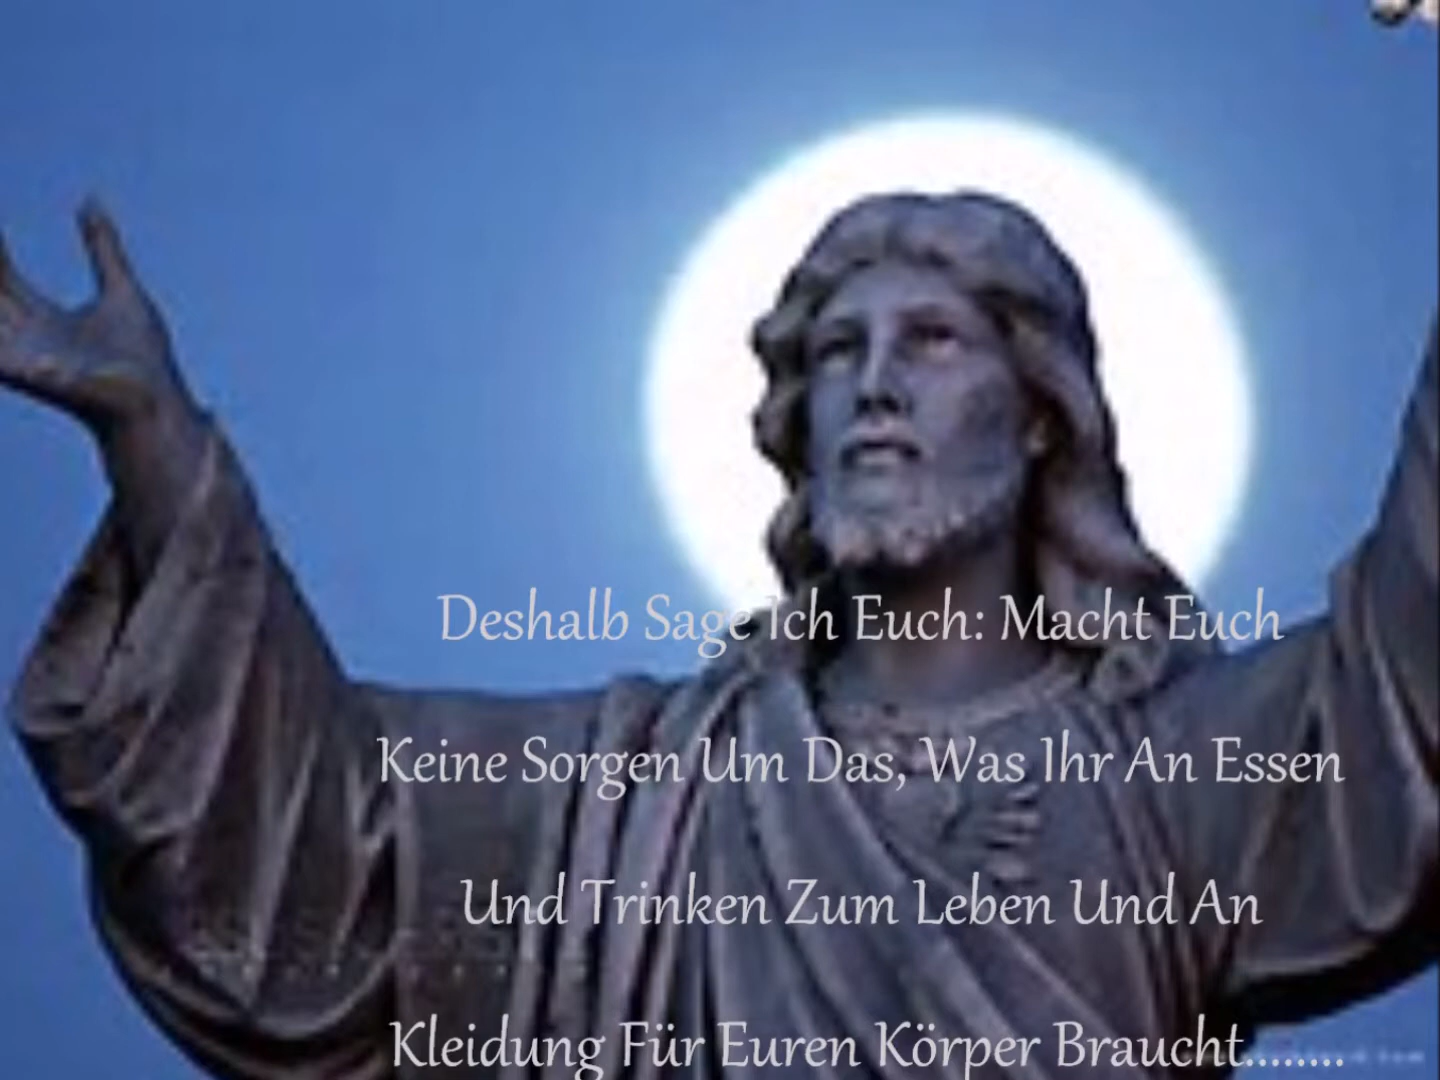 Deshalb Sage Ich Euch: Macht Euch
Keine Sorgen Um Das, Was Ihr An Essen
Und Trinken Zum Leben Und An
Kleidung Für Euren Körper Braucht........